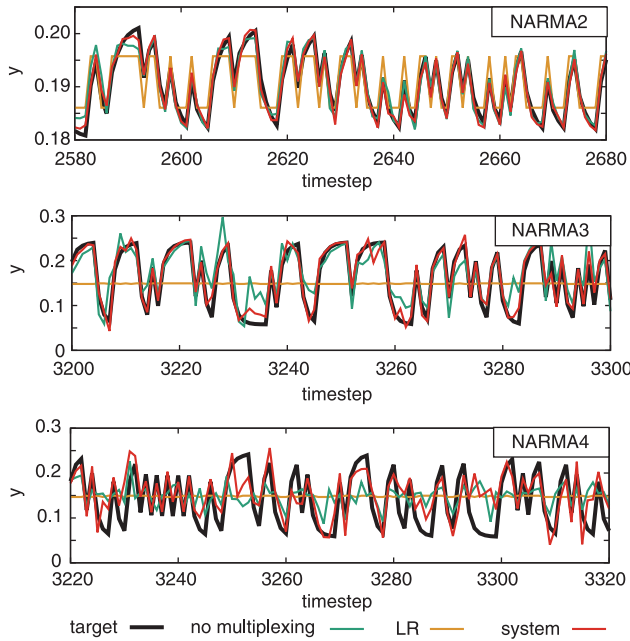 NARMA2
0.20
0.19
0.18
y
2580 2600 2620 2640 2660 2680
timestep
NARMA3
0.3
0.2
0.1
0
y
3200 3220 3240 3260 3280 3300
timestep
NARMA4
0.3
0.2
0.1
0
y
3220 3240 3260 3280 3300 3320
timestep
target no multiplexing LR system